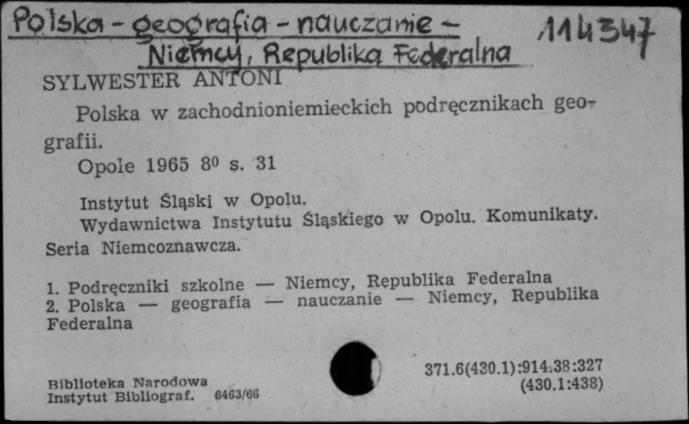 Polska - geografia - nauczanie -
114347
Niemcy, Republika Federalna
SYLWESTER ANTONI
Polska w zachodnioniemieckich podręcznikach geo-
grafii.
Opole 1965 8⁰ s. 31
Instytut Śląski w Opolu.
Wydawnictwa Instytutu Śląskiego w Opolu. Komunikaty.
Seria Niemcoznawcza.
1. Podręczniki szkolne — Niemcy, Republika Federalna
2. Polska — geografia — nauczanie — Niemcy, Republika
Federalna
371.6(430.1):914.38:327
(430.1:438)
Biblioteka Narodowa
Instytut Bibliograf. 6463/66